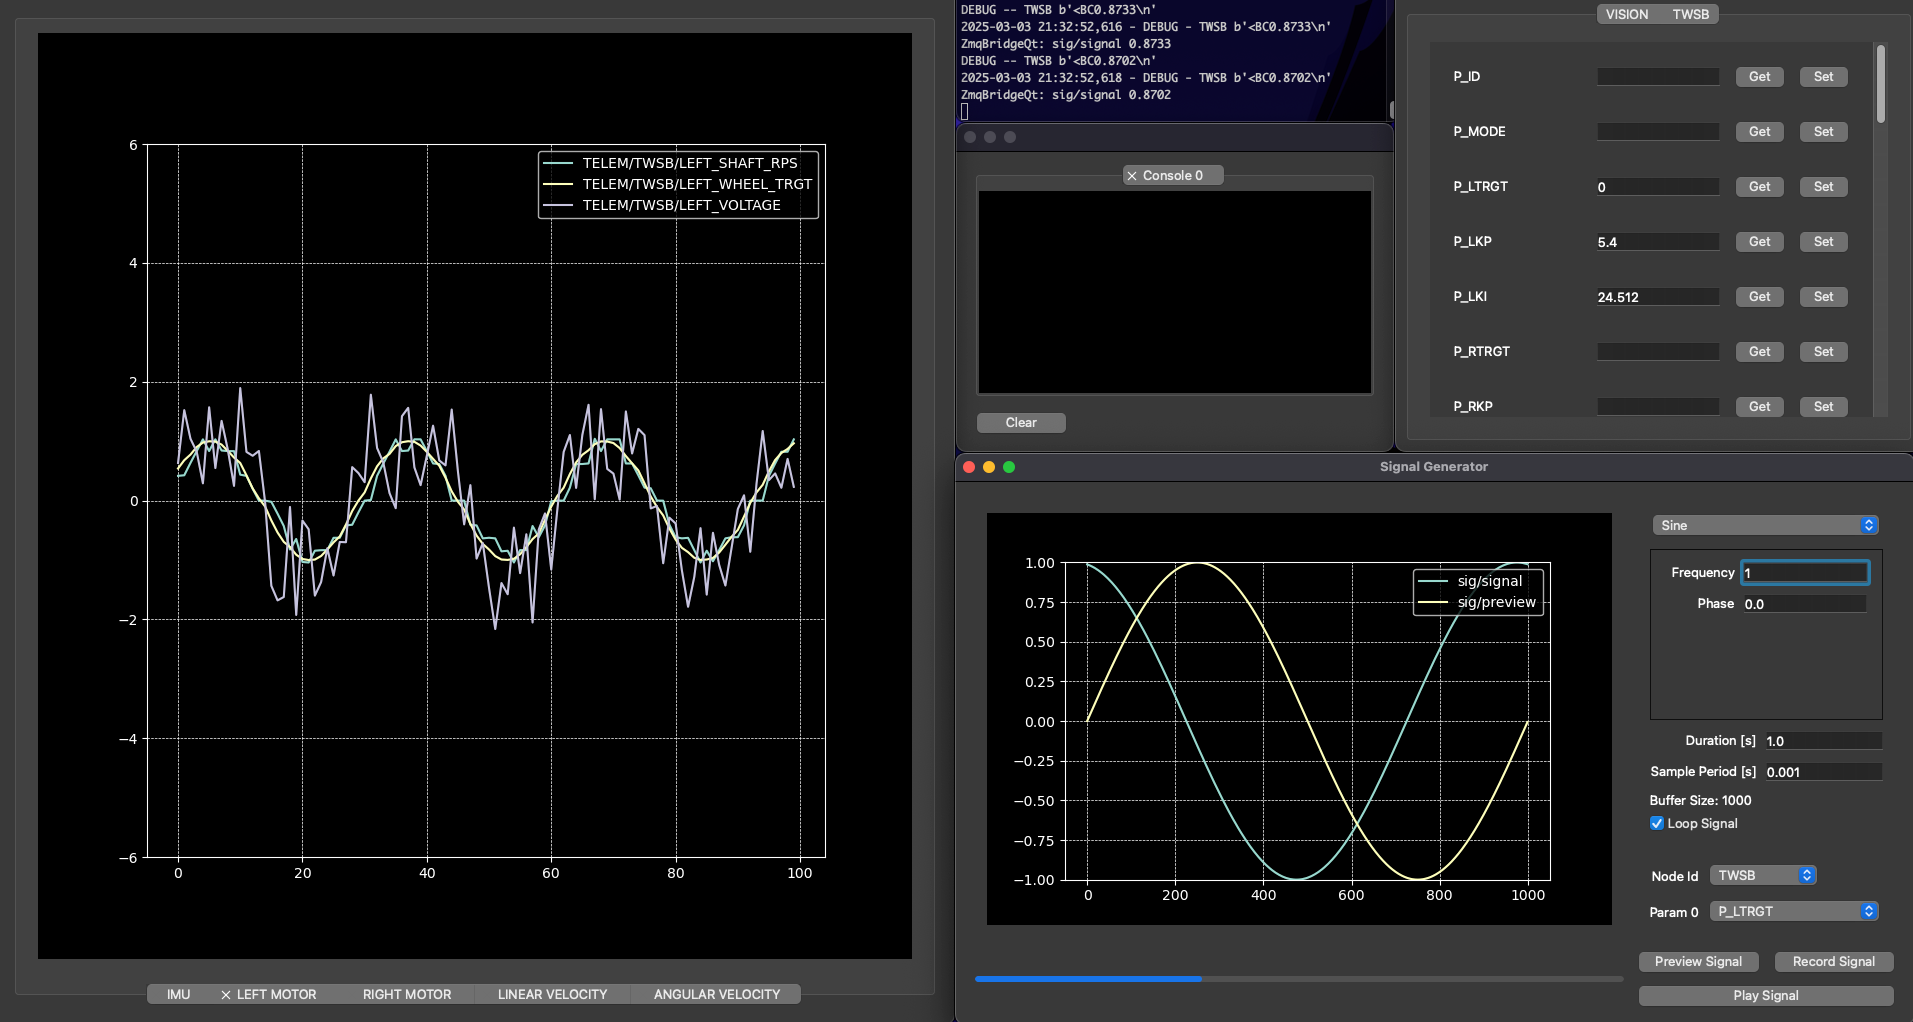 6
4
2
0
−2
−4
−6
0
20
40
60
80
100
TELEM/TWSB/LEFT_SHAFT_RPS
TELEM/TWSB/LEFT_WHEEL_TRGT
TELEM/TWSB/LEFT_VOLTAGE
IMU
LEFT MOTOR
RIGHT MOTOR
LINEAR VELOCITY
ANGULAR VELOCITY
DEBUG -- TWSB b'<BC0.8733\n'
2025-03-03 21:32:52,616 - DEBUG - TWSB b'<BC0.8733\n'
ZmqBridgeQt: sig/signal 0.8733
DEBUG -- TWSB b'<BC0.8702\n'
2025-03-03 21:32:52,618 - DEBUG - TWSB b'<BC0.8702\n'
ZmqBridgeQt: sig/signal 0.8702
Console 0
Clear
VISION TWSB
P_ID Get Set
P_MODE Get Set
P_LTRGT 0 Get Set
P_LKP 5.4 Get Set
P_LKI 24.512 Get Set
P_RTRGT Get Set
P_RKP Get Set
Signal Generator
1.00
0.75
0.50
0.25
0.00
−0.25
−0.50
−0.75
−1.00
0
200
400
600
800
1000
sig/signal
sig/preview
Sine
Frequency 1
Phase 0.0
Duration [s] 1.0
Sample Period [s] 0.001
Buffer Size: 1000
Loop Signal
Node Id TWSB
Param 0 P_LTRGT
Preview Signal Record Signal
Play Signal